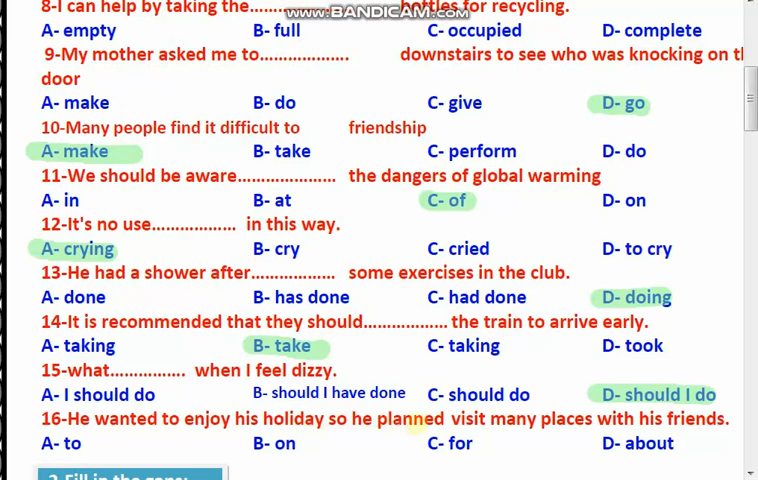 8-I can help by taking the................ bottles for recycling.
WWW.BANDICAM.COM
A- empty B- full C- occupied D- complete
9-My mother asked me to.................... downstairs to see who was knocking on th
door
A- make B- do C- give D- go
10-Many people find it difficult to friendship
A- make B- take C- perform D- do
11-We should be aware...................... the dangers of global warming
A- in B- at C- of D- on
12-It's no use................... in this way.
A- crying B- cry C- cried D- to cry
13-He had a shower after................... some exercises in the club.
A- done B- has done C- had done D- doing
14-It is recommended that they should................... the train to arrive early.
A- taking B- take C- taking D- took
15-what................. when I feel dizzy.
A- I should do B- should I have done C- should do D- should I do
16-He wanted to enjoy his holiday so he planned visit many places with his friends.
A- to B- on C- for D- about
2-Fill in the gaps: